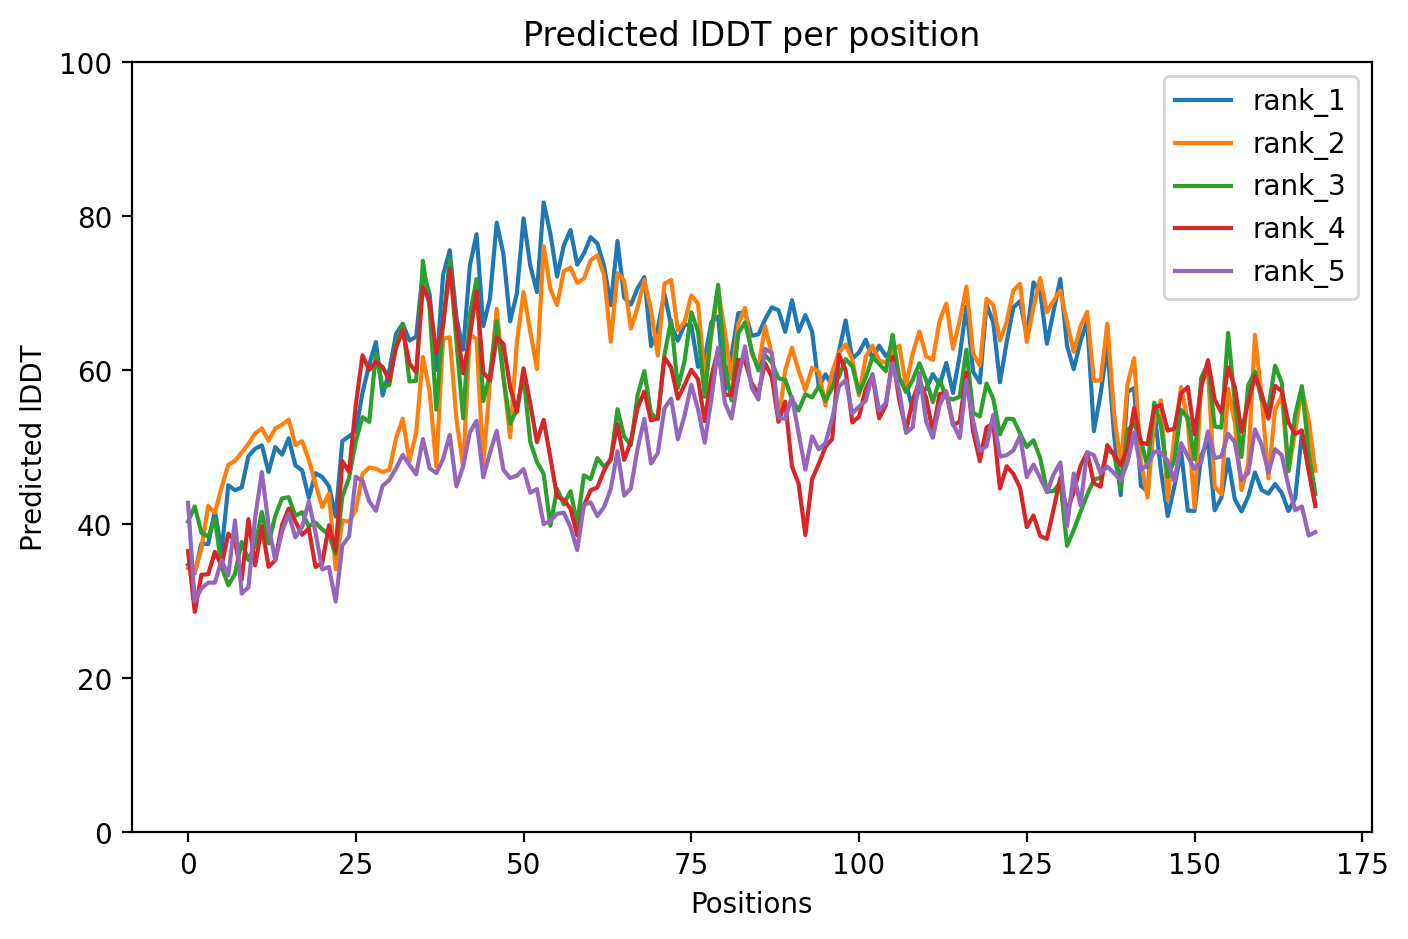 Predicted lDDT per position
100
80
60
40
20
0
Predicted lDDT
0 25 50 75 100 125 150 175
Positions
rank_1
rank_2
rank_3
rank_4
rank_5